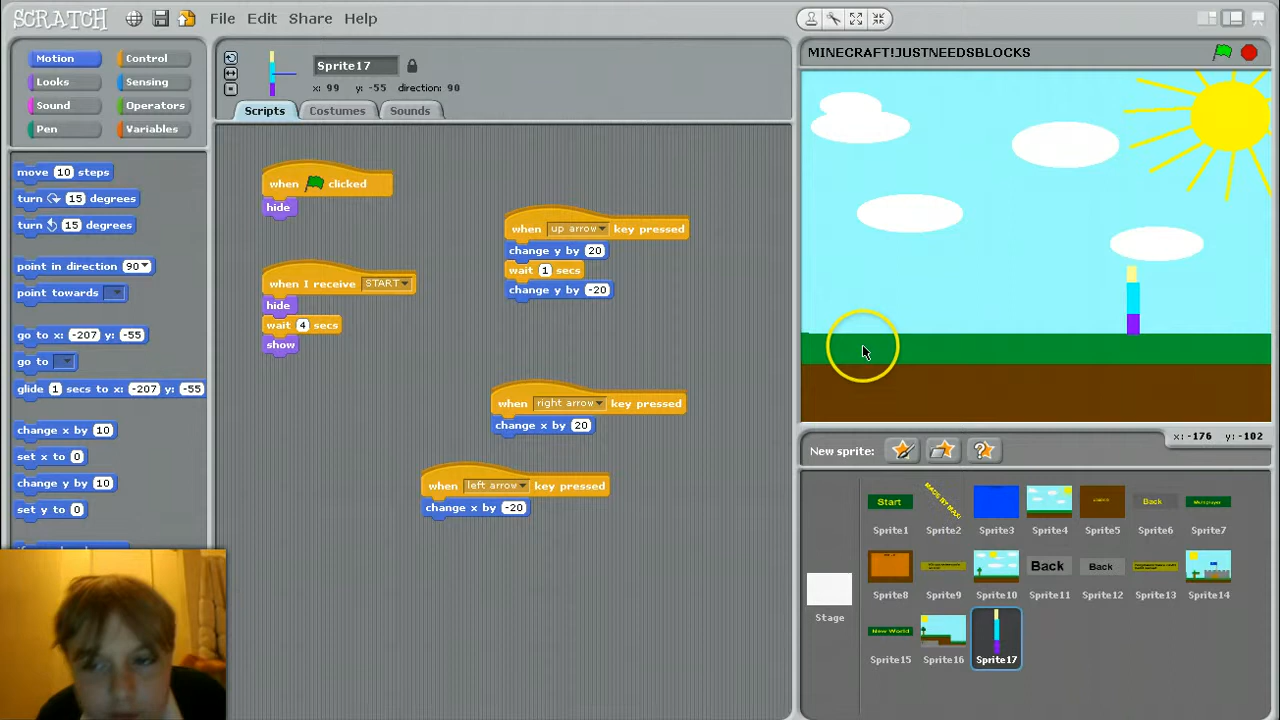 SCRATCH File Edit Share Help
Motion Control
Looks Sensing
Sound Operators
Pen Variables
move 10 steps
turn 15 degrees
turn 15 degrees
point in direction 90
point towards
go to x: -207 y: -55
go to
glide 1 secs to x: -207 y: -55
change x by 10
set x to 0
change y by 10
set y to 0
Sprite17
x: 99 y: -55 direction: 90
Scripts Costumes Sounds
when clicked
hide
when I receive START
hide
wait 4 secs
show
when up arrow key pressed
change y by 20
wait 1 secs
change y by -20
when right arrow key pressed
change x by 20
when left arrow key pressed
change x by -20
MINECRAFT!JUSTNEEDSBLOCKS
x: -176 y: -102
New sprite:
Start
MADE BY MAXI
Back
Multiplayer
Sprite1 Sprite2 Sprite3 Sprite4 Sprite5 Sprite6 Sprite7
Back
Back
Sprite8 Sprite9 Sprite10 Sprite11 Sprite12 Sprite13 Sprite14
New World
Sprite15 Sprite16 Sprite17
Stage